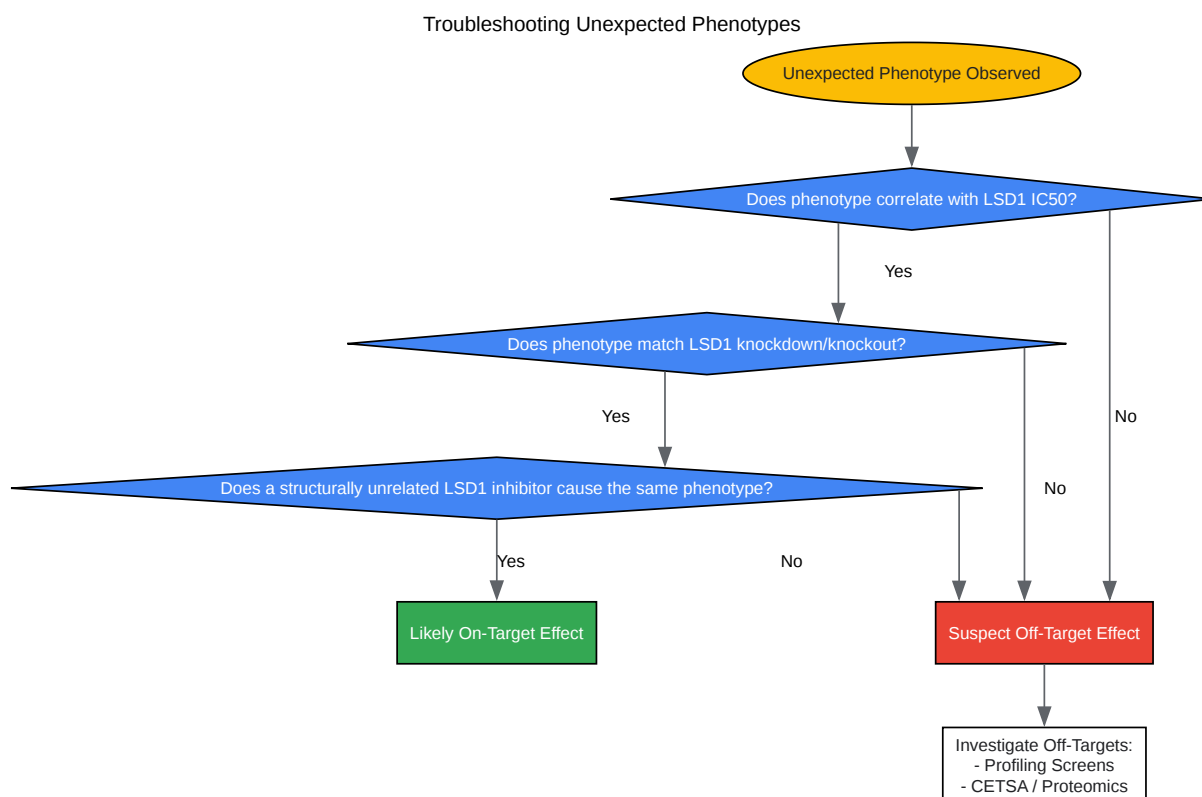 Troubleshooting Unexpected Phenotypes
Unexpected Phenotype Observed
Does phenotype correlate with LSD1 IC50?
Yes
Does phenotype match LSD1 knockdown/knockout?
Yes
No
Does a structurally unrelated LSD1 inhibitor cause the same phenotype?
No
Yes
No
Likely On-Target Effect
Suspect Off-Target Effect
Investigate Off-Targets:
- Profiling Screens
- CETSA / Proteomics